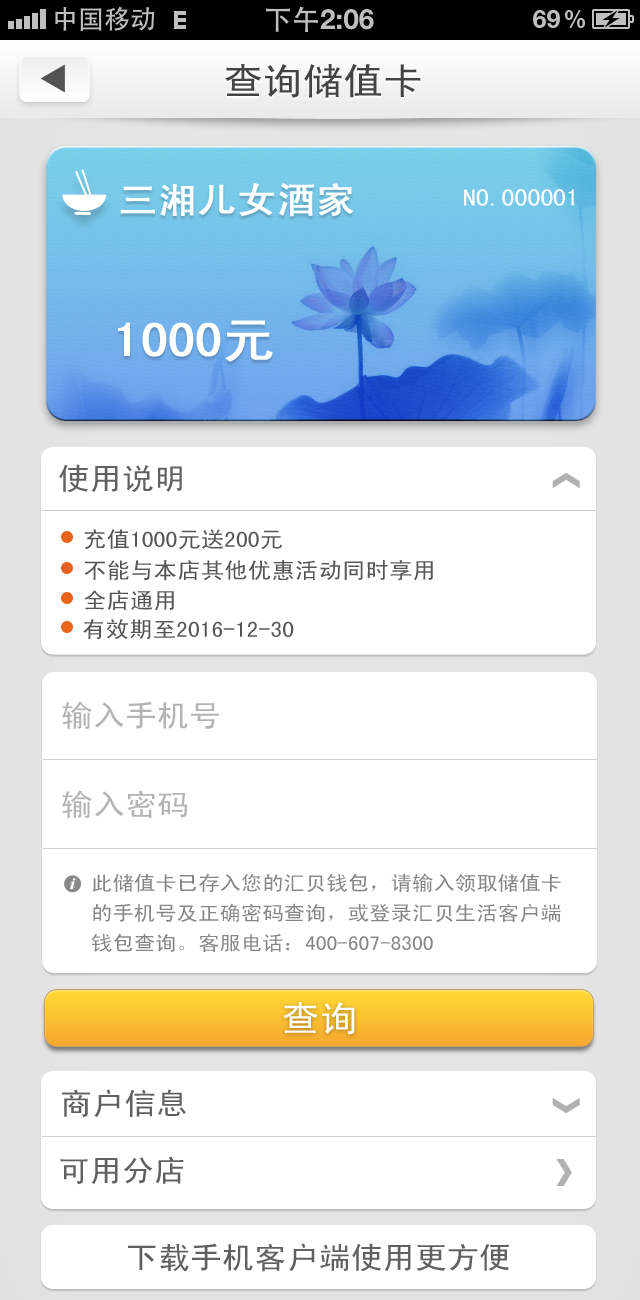 中国移动 E 下午2:06 69%
查询储值卡
三湘儿女酒家 NO.000001
1000元
使用说明
充值1000元送200元
不能与本店其他优惠活动同时享用
全店通用
有效期至2016-12-30
输入手机号
输入密码
此储值卡已存入您的汇贝钱包，请输入领取储值卡
的手机号及正确密码查询，或登录汇贝生活客户端
钱包查询。客服电话：400-607-8300
查询
商户信息
可用分店
下载手机客户端使用更方便